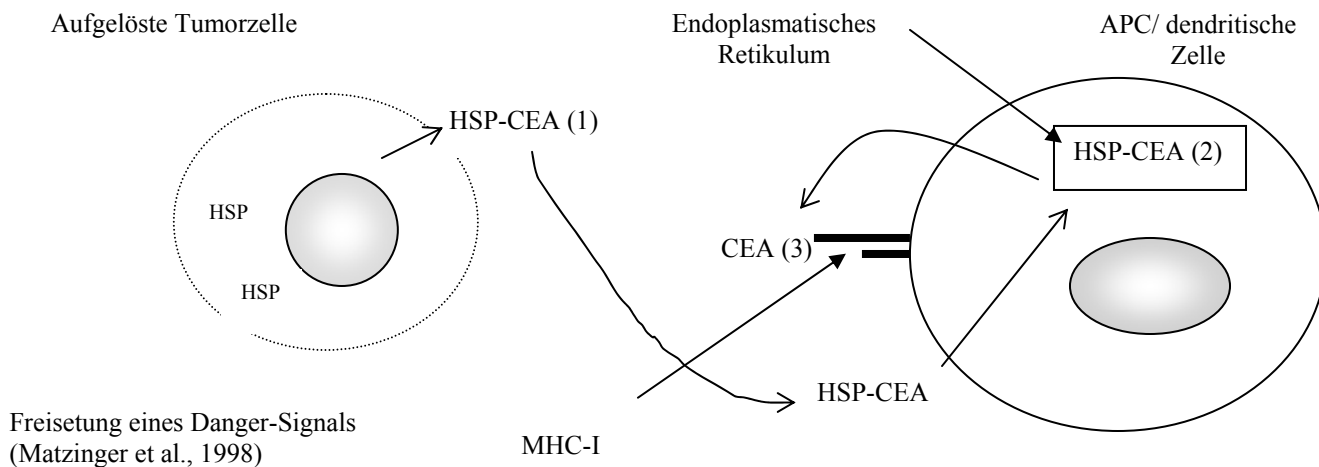 Aufgelöste Tumorzelle
Endoplasmatisches
Retikulum
APC/ dendritische
Zelle
HSP-CEA (1)
HSP-CEA (2)
HSP
CEA (3)
HSP
HSP-CEA
Freisetung eines Danger-Signals
(Matzinger et al., 1998)
MHC-I